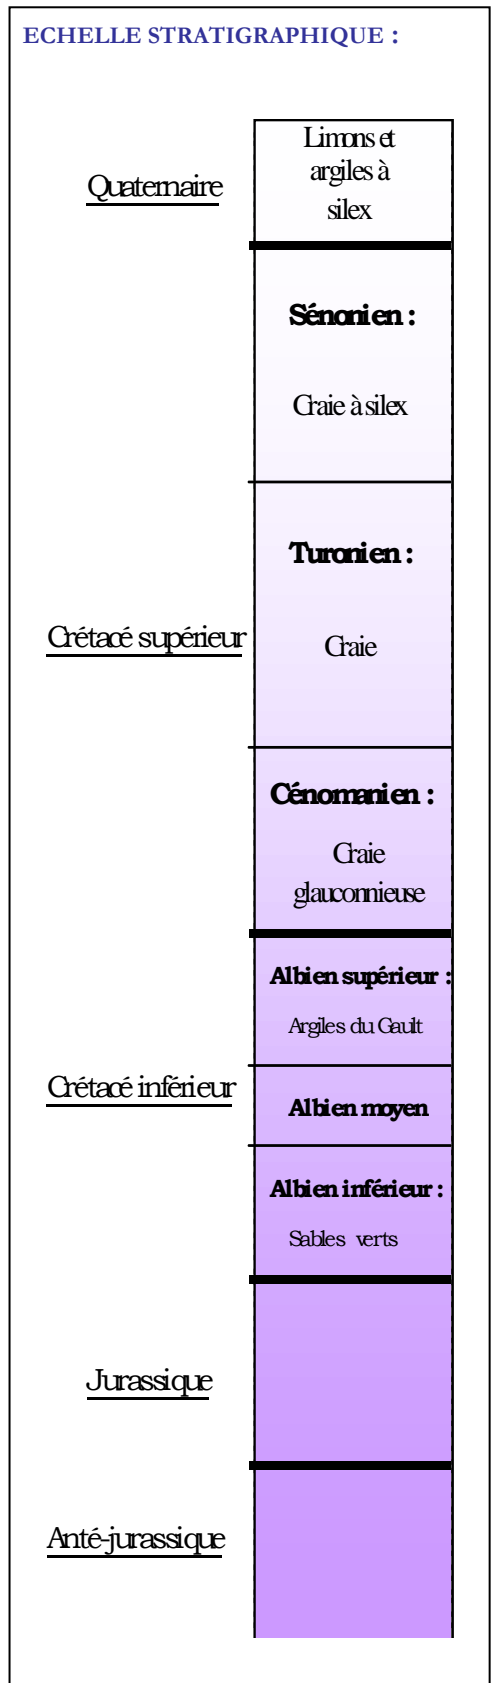 ECHELLE STRATIGRAPHIQUE :
Limons et
argiles à
silex
Quaternaire
Sénonien :
Craie à silex
Turonien :
Crétacé supérieur
Craie
Cénomanien :
Craie
glauconnieuse
Albien supérieur :
Argiles du Gault
Crétacé inférieur
Albien moyen
Albien inférieur :
Sables verts
Jurassique
Anté-jurassique